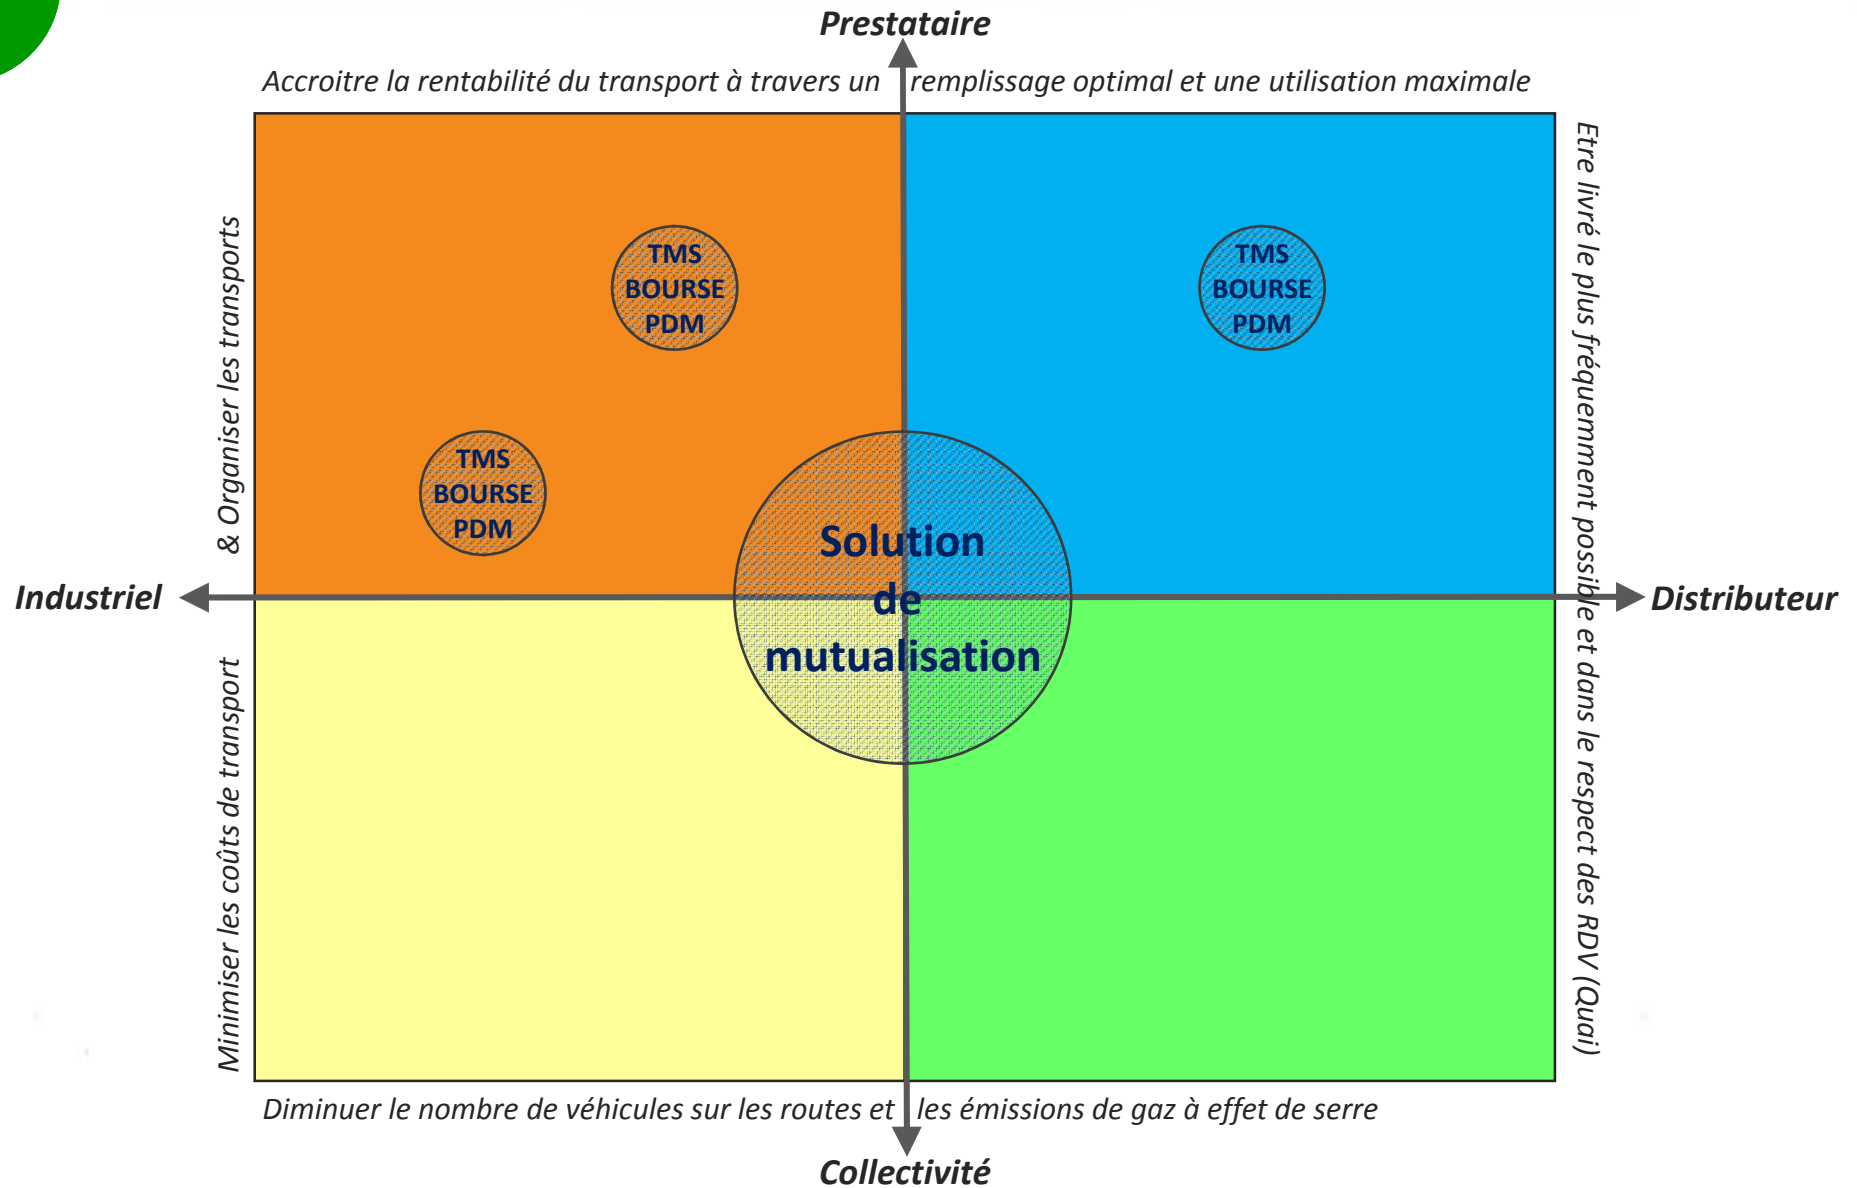 Prestataire
Accroitre la rentabilité du transport à travers un remplissage optimal et une utilisation maximale
& Organiser les transports
Minimiser les coûts de transport
Etre livré le plus fréquemment possible et dans le respect des RDV (Quai)
TMS
BOURSE
PDM
TMS
BOURSE
PDM
TMS
BOURSE
PDM
Solution
de
mutualisation
Industriel
Distributeur
Diminuer le nombre de véhicules sur les routes et les émissions de gaz à effet de serre
Collectivité